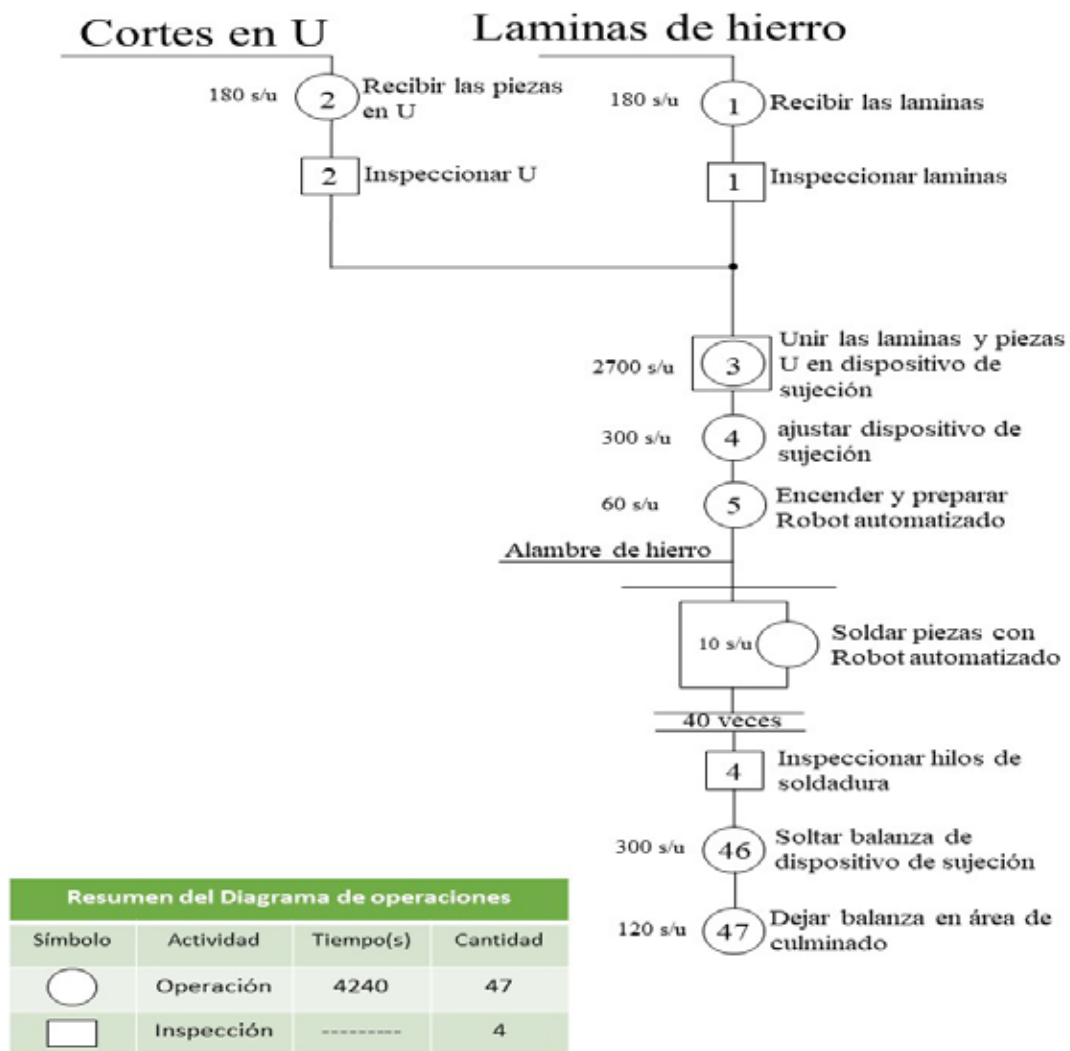 Cortes en U
Laminas de hierro
180 s/u
2
Recibir las piezas
en U
180 s/u
1
Recibir las laminas
2
Inspeccionar U
1
Inspeccionar laminas
2700 s/u
3
Unir las laminas y piezas
U en dispositivo de
sujeción
300 s/u
4
ajustar dispositivo de
sujeción
60 s/u
5
Encender y preparar
Robot automatizado
Alambre de hierro
10 s/u
Soldar piezas con
Robot automatizado
40 veces
4
Inspeccionar hilos de
soldadura
300 s/u
46
Soltar balanza de
dispositivo de sujeción
120 s/u
47
Dejar balanza en área de
culminado
Resumen del Diagrama de operaciones
Símbolo Actividad Tiempo(s) Cantidad
Operación 4240 47
Inspección --------- 4